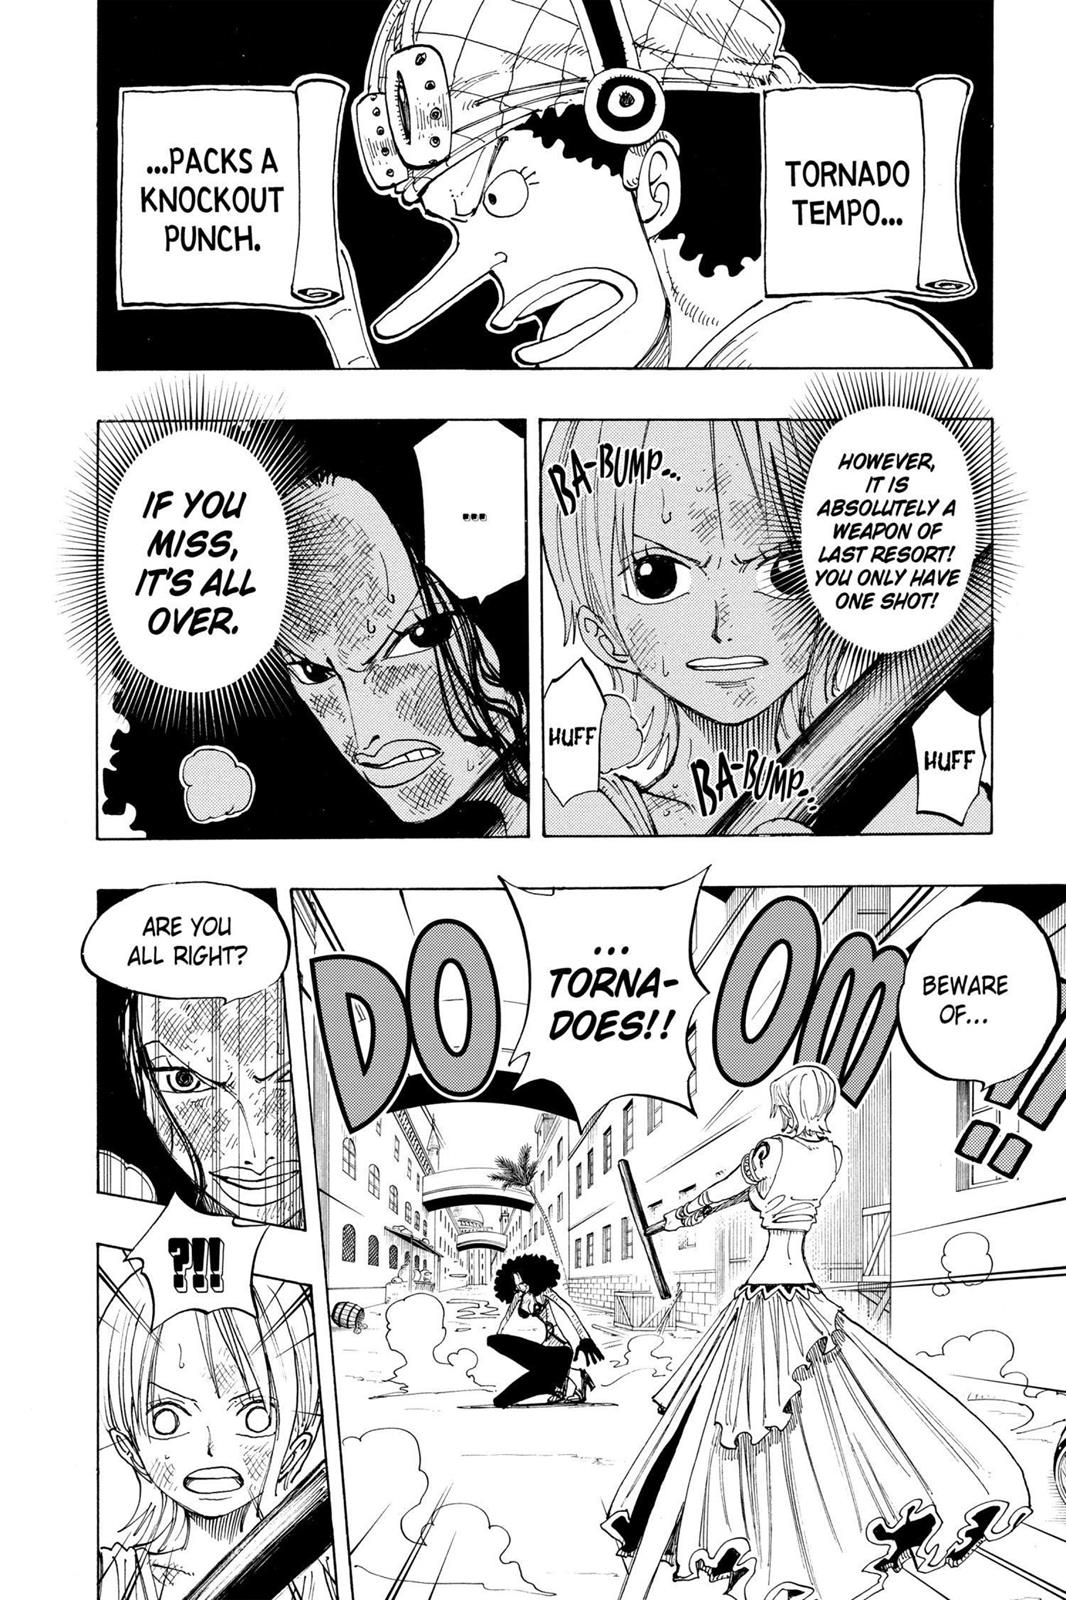 TORNADO
TEMPO...
...PACKS A
KNOCKOUT
PUNCH.
HOWEVER,
IT IS
ABSOLUTELY A
WEAPON OF
LAST RESORT!
YOU ONLY HAVE
ONE SHOT!
BA-BUMP...
HUFF
HUFF
BA-BUMP...
...
IF YOU
MISS,
IT'S ALL
OVER.
BEWARE
OF...
...
TORNA-
DOES!!
DOOM!!
ARE YOU
ALL RIGHT?
?!!